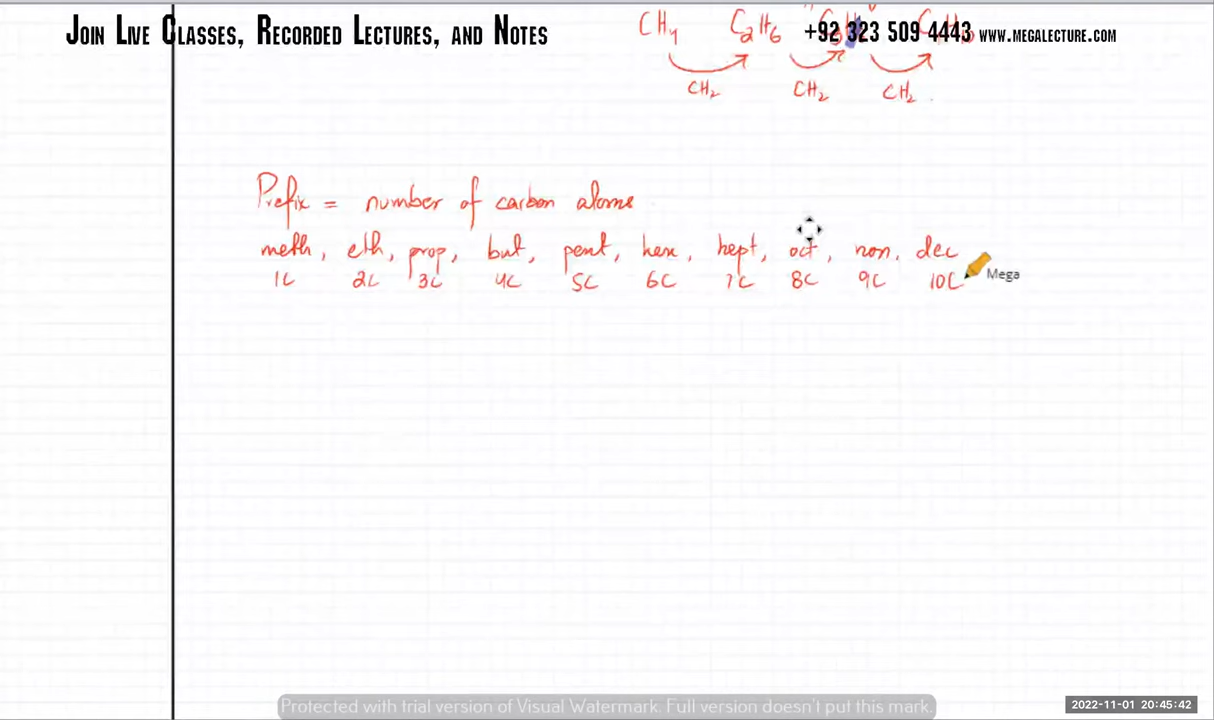 JOIN LIVE CLASSES, RECORDED LECTURES, AND NOTES +92 323 509 4443 WWW.MEGALECTURE.COM
CH₄ C₂H₆
CH₂ CH₂ CH₂
Prefix = number of carbon atoms
meth, eth, prop, but, pent, hex, hept, oct, non, dec
1C 2C 3C 4C 5C 6C 7C 8C 9C 10C
Mega
Protected with trial version of Visual Watermark. Full version doesn't put this mark.
2022-11-01 20:45:42